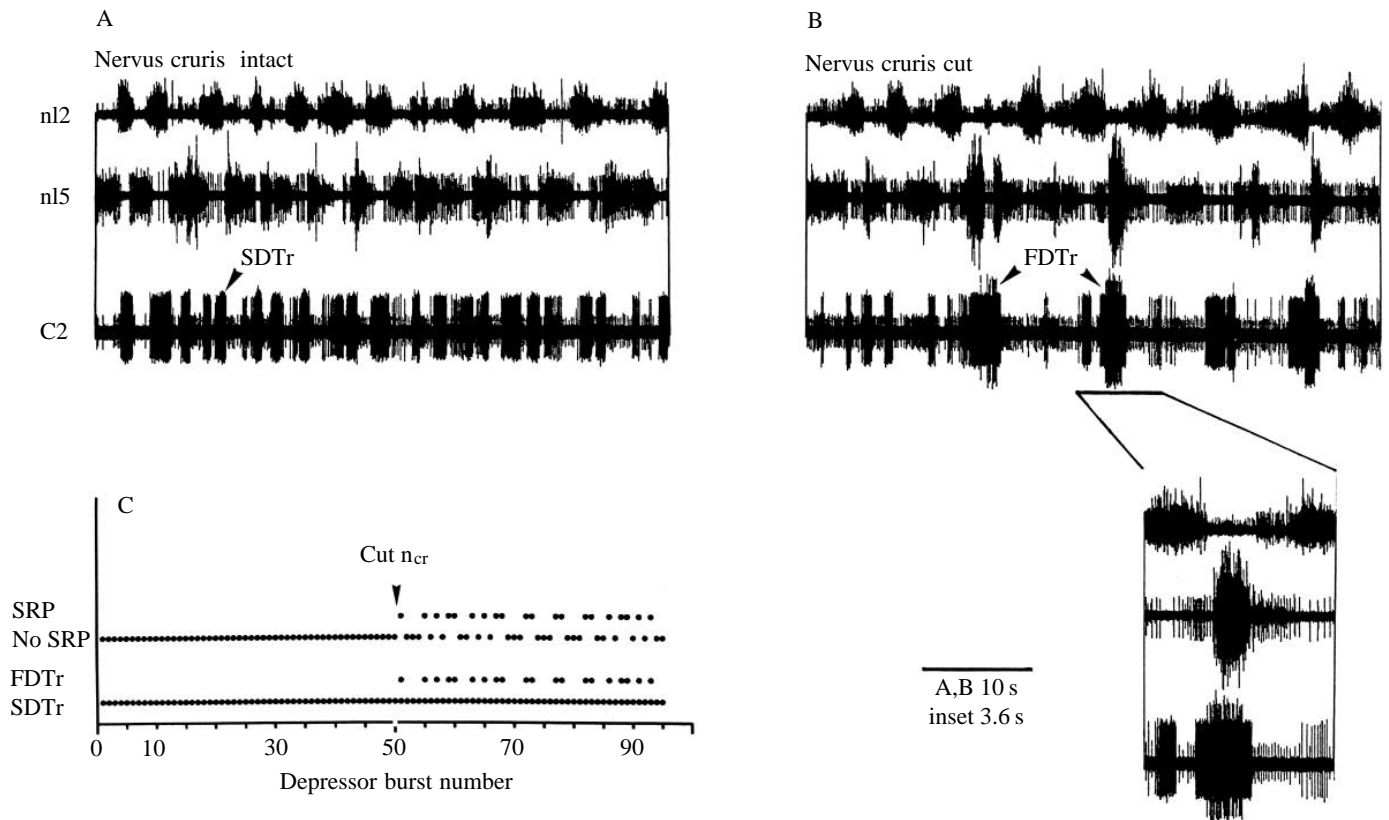 A
Nervus cruris intact
nl2
nl5
SDTr
C2
B
Nervus cruris cut
FDTr
C
Cut ncr
SRP
No SRP
FDTr
SDTr
0 10 30 50 70 90
Depressor burst number
A,B 10 s
inset 3.6 s